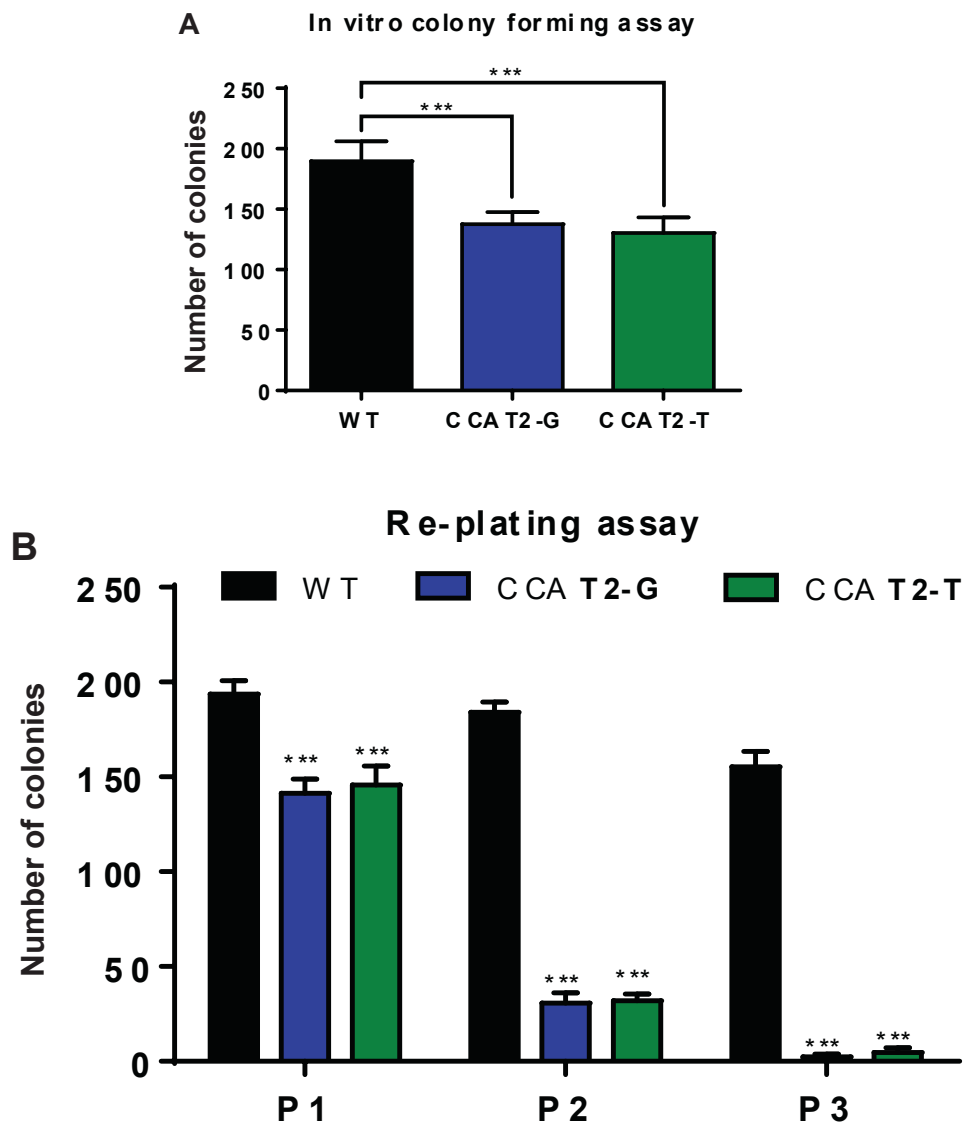 A
In vitro colony forming assay
Number of colonies
250
200
150
100
50
0
***
***
WT
CCAT2-G
CCAT2-T
B
Re-plating assay
WT
CCAT2-G
CCAT2-T
Number of colonies
250
200
150
100
50
0
*** ***
*** ***
*** ***
P1
P2
P3